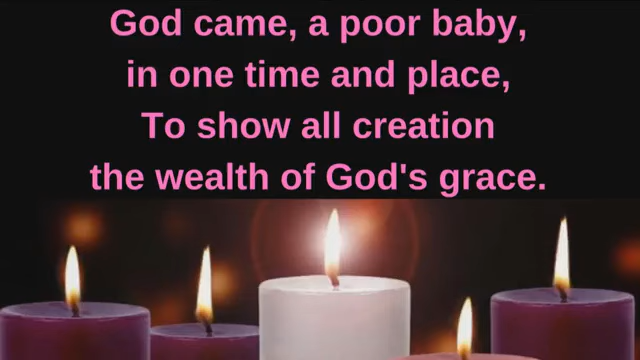 God came, a poor baby,
in one time and place,
To show all creation
the wealth of God's grace.